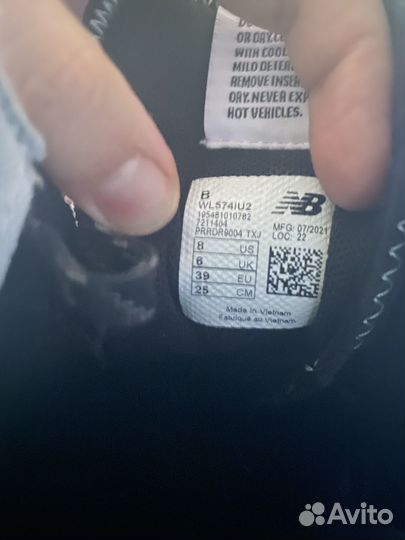 OR DRY.CL
WITH COOL
MILD DETER
REMOVE INSER
DRY. NEVER EXP
HOT VEHICLES.
B
WL574IU2
195481010782
7211404
PRRDR9004 TXJ
NB
MFG: 07/2021
LOC: 22
8 US
6 UK
39 EU
25 CM
Made in Vietnam
Fabriqué au Vietnam
Avito